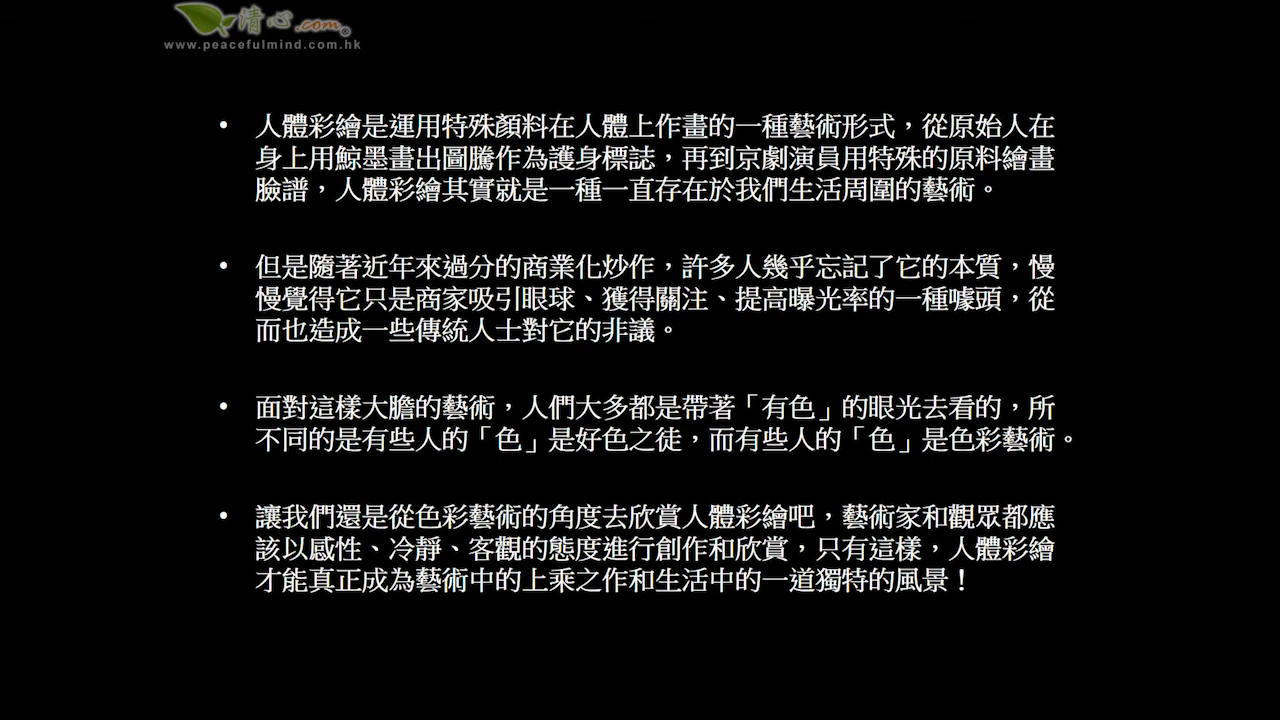 清心.com®
www.peacefulmind.com.hk
• 人體彩繪是運用特殊顏料在人體上作畫的一種藝術形式，從原始人在
身上用鯨墨畫出圖騰作為護身標誌，再到京劇演員用特殊的原料繪畫
臉譜，人體彩繪其實就是一種一直存在於我們生活周圍的藝術。
• 但是隨著近年來過分的商業化炒作，許多人幾乎忘記了它的本質，慢
慢覺得它只是商家吸引眼球、獲得關注、提高曝光率的一種噱頭，從
而也造成一些傳統人士對它的非議。
• 面對這樣大膽的藝術，人們大多都是帶著「有色」的眼光去看的，所
不同的是有些人的「色」是好色之徒，而有些人的「色」是色彩藝術。
• 讓我們還是從色彩藝術的角度去欣賞人體彩繪吧，藝術家和觀眾都應
該以感性、冷靜、客觀的態度進行創作和欣賞，只有這樣，人體彩繪
才能真正成為藝術中的上乘之作和生活中的一道獨特的風景！